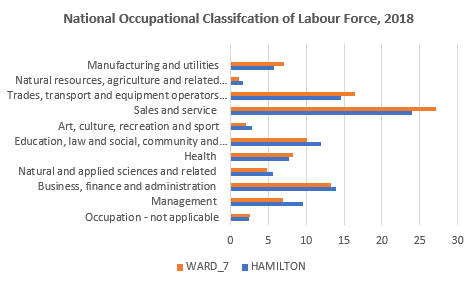 National Occupational Classifcation of Labour Force, 2018
Manufacturing and utilities
Natural resources, agriculture and related...
Trades, transport and equipment operators...
Sales and service
Art, culture, recreation and sport
Education, law and social, community and...
Health
Natural and applied sciences and related
Business, finance and administration
Management
Occupation - not applicable
0 5 10 15 20 25 30
WARD_7 HAMILTON